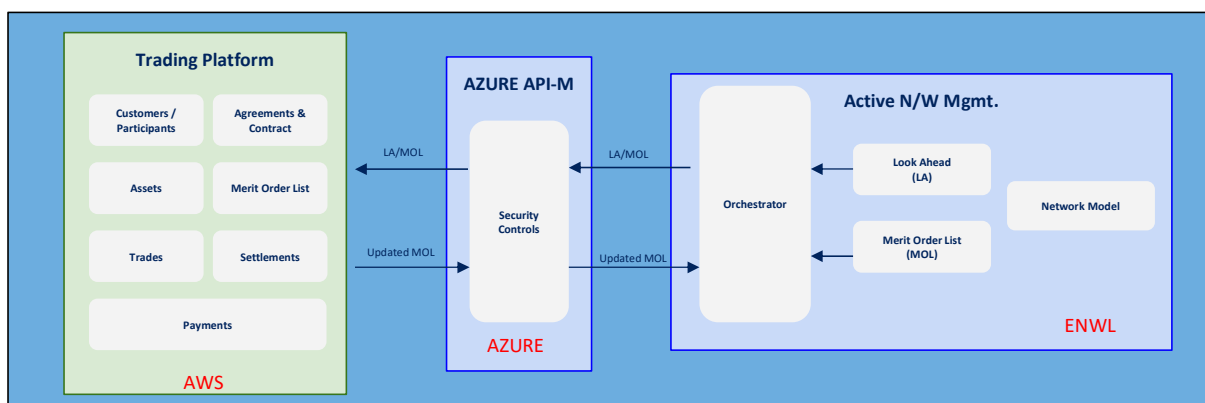 Trading Platform
Customers /
Participants
Agreements &
Contract
Assets
Merit Order List
Trades
Settlements
Payments
AWS
LA/MOL
Updated MOL
AZURE API-M
Security
Controls
AZURE
LA/MOL
Updated MOL
Active N/W Mgmt.
Orchestrator
Look Ahead
(LA)
Merit Order List
(MOL)
Network Model
ENWL